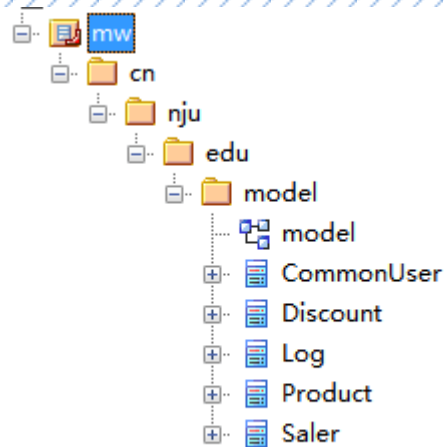 mw
cn
nju
edu
model
model
CommonUser
Discount
Log
Product
Saler